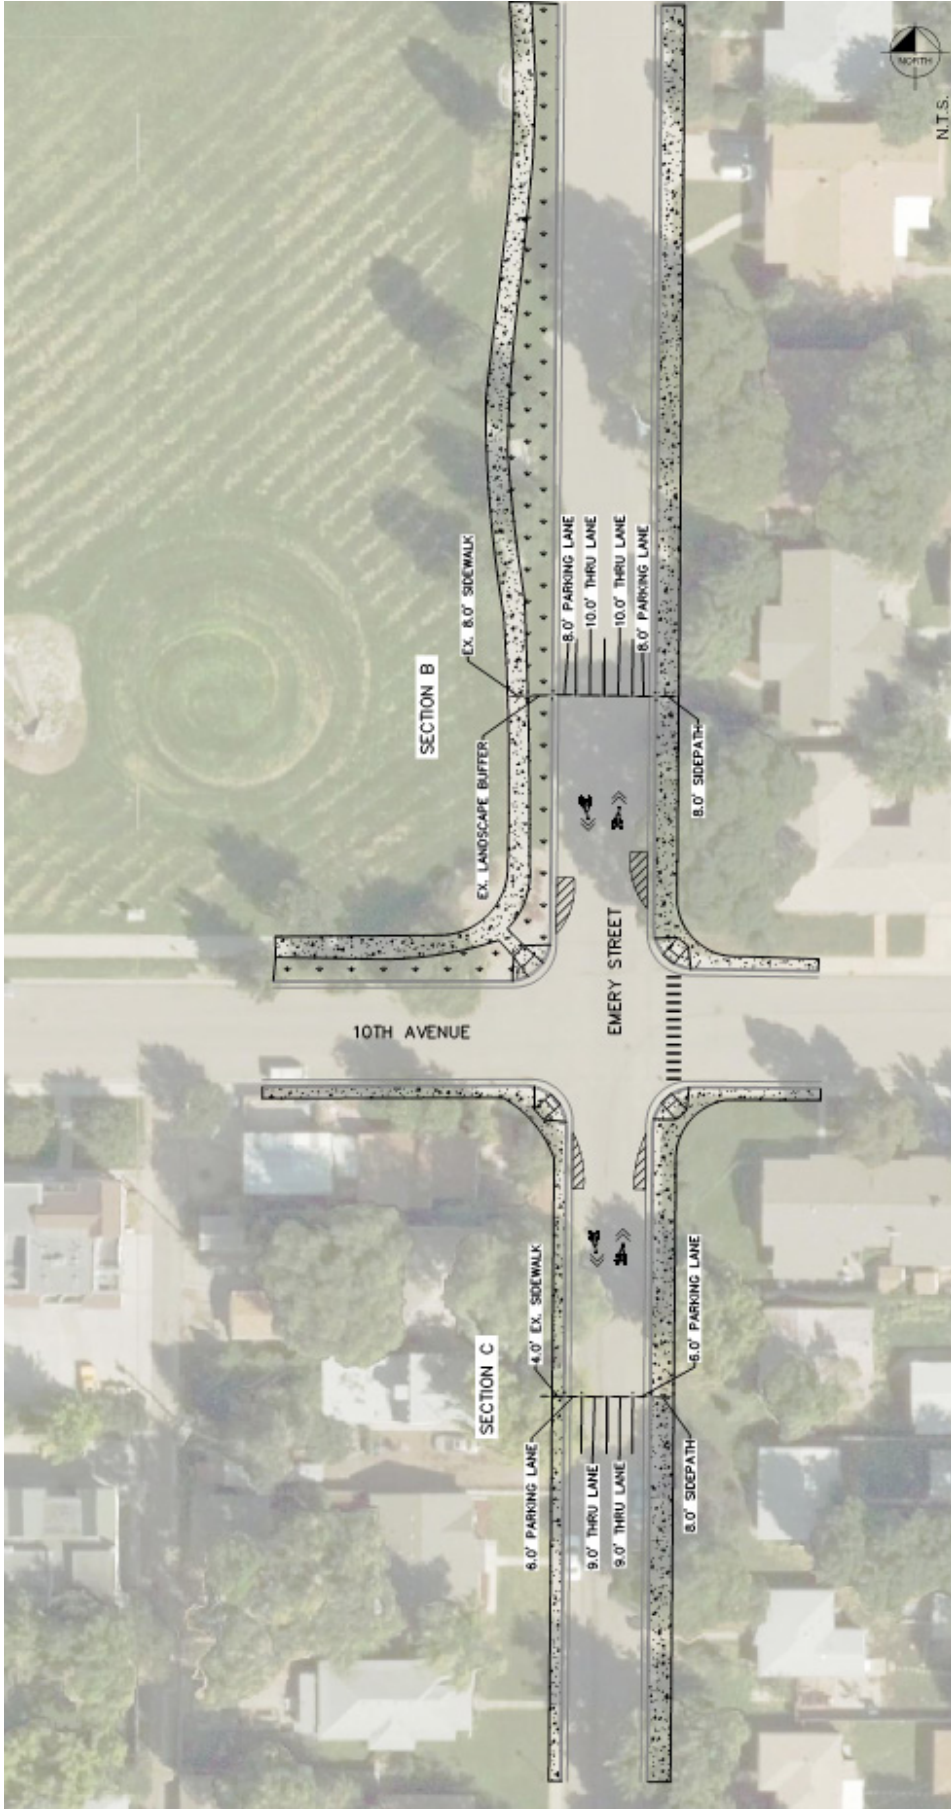 NORTH
N.T.S.
EX. 8.0' SIDEWALK
8.0' PARKING LANE
10.0' THRU LANE
10.0' THRU LANE
8.0' PARKING LANE
SECTION B
EX. LANDSCAPE BUFFER
8.0' SIDEPATH
EMERY STREET
10TH AVENUE
4.0' EX. SIDEWALK
6.0' PARKING LANE
SECTION C
6.0' PARKING LANE
9.0' THRU LANE
9.0' THRU LANE
8.0' SIDEPATH